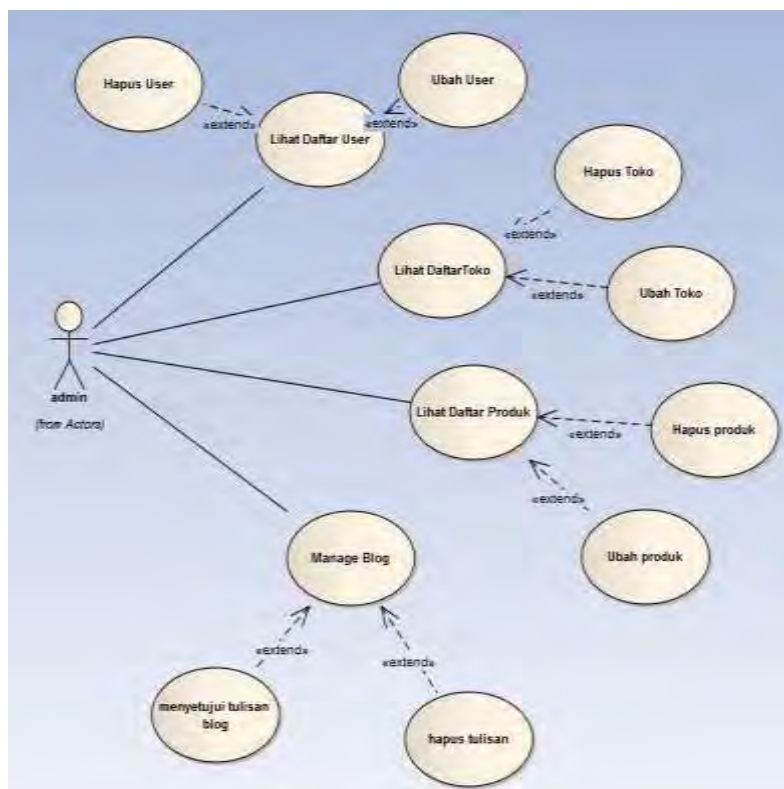 Hapus User
Ubah User
«extend»
«extend»
Lihat Daftar User
Hapus Toko
«extend»
Lihat DaftarToko
«extend»
Ubah Toko
admin
(from Actors)
Lihat Daftar Produk
«extend»
Hapus produk
«extend»
Manage Blog
Ubah produk
«extend»
«extend»
menyetujui tulisan
blog
hapus tulisan